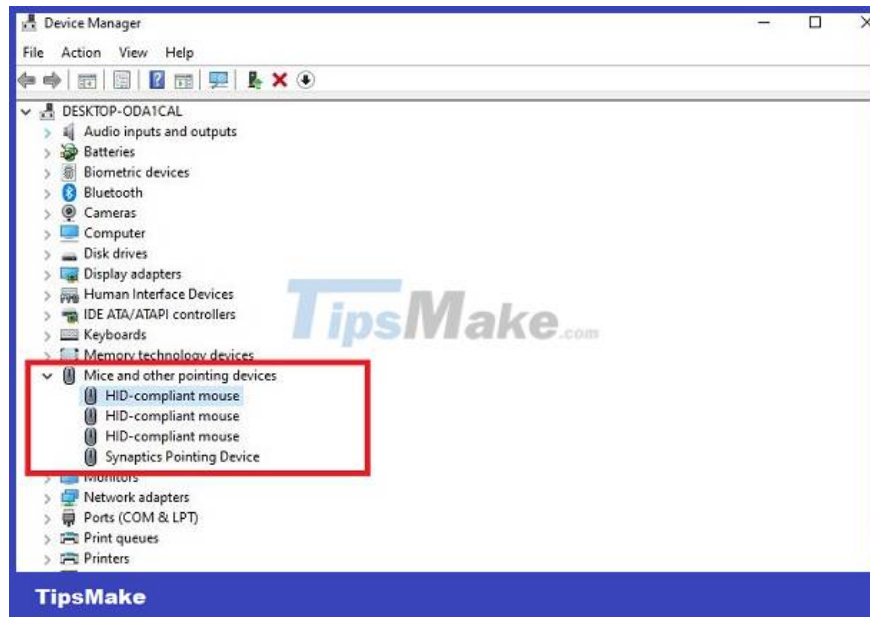 Device Manager
File Action View Help
DESKTOP-ODA1CAL
Audio inputs and outputs
Batteries
Biometric devices
Bluetooth
Cameras
Computer
Disk drives
Display adapters
Human Interface Devices
IDE ATA/ATAPI controllers
Keyboards
Memory technology devices
Mice and other pointing devices
HID-compliant mouse
HID-compliant mouse
HID-compliant mouse
Synaptics Pointing Device
Monitors
Network adapters
Ports (COM & LPT)
Print queues
Printers
TipsMake.com
TipsMake